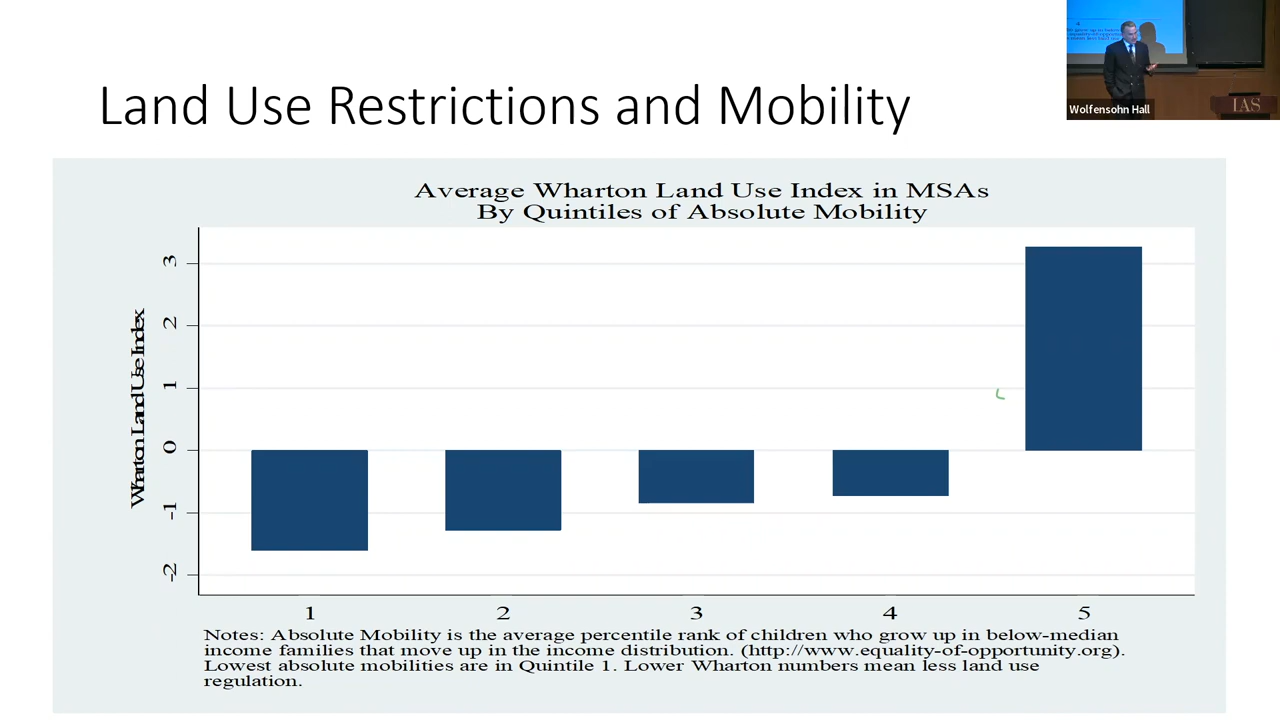 Land Use Restrictions and Mobility
Wolfensohn Hall
IAS
Average Wharton Land Use Index in MSAs
By Quintiles of Absolute Mobility
Wharton Land Use Index
3
2
1
0
-1
-2
1 2 3 4 5
Notes: Absolute Mobility is the average percentile rank of children who grow up in below-median
income families that move up in the income distribution. (http://www.equality-of-opportunity.org).
Lowest absolute mobilities are in Quintile 1. Lower Wharton numbers mean less land use
regulation.